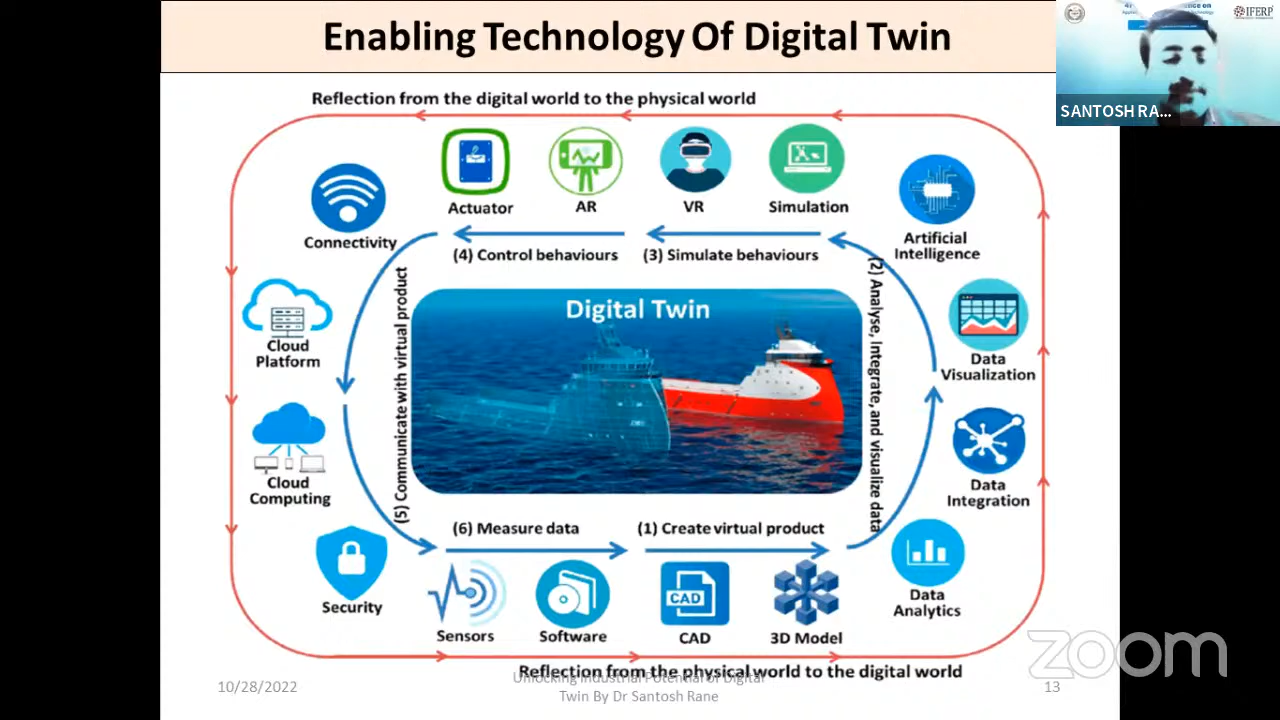 Enabling Technology Of Digital Twin
IFERP
SANTOSH RA...
Reflection from the digital world to the physical world
Actuator
AR
VR
Simulation
Connectivity
Artificial
Intelligence
(4) Control behaviours
(3) Simulate behaviours
(2) Analyse, Integrate, and visualize data
(5) Communicate with virtual product
Digital Twin
Cloud
Platform
Data
Visualization
Cloud
Computing
Data
Integration
(6) Measure data
(1) Create virtual product
Security
Sensors
Software
CAD
CAD
3D Model
Data
Analytics
zoom
Reflection from the physical world to the digital world
10/28/2022
Unlocking Industrial Potential of Digital
Twin By Dr Santosh Rane
13